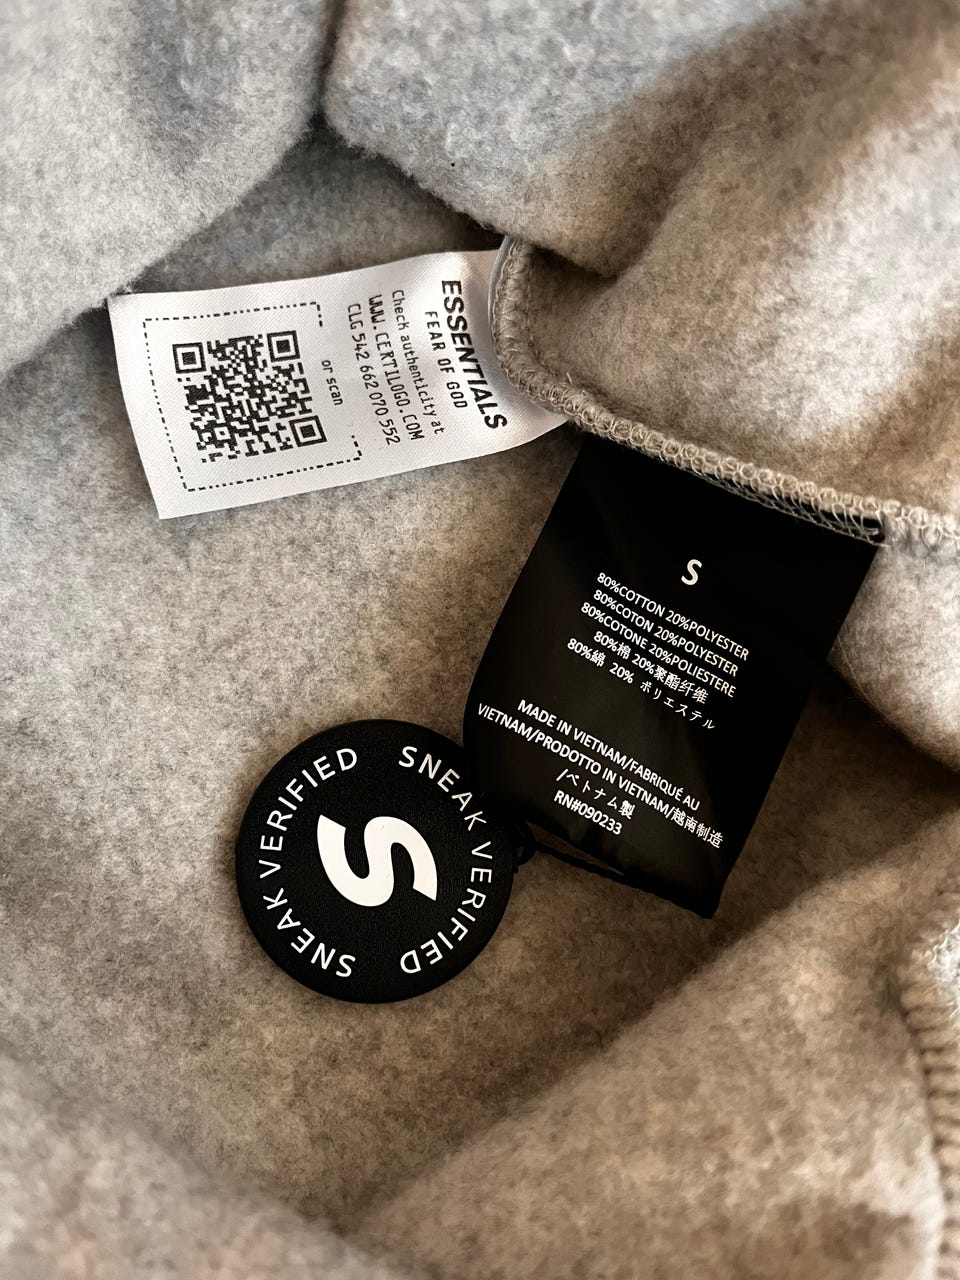 ESSENTIALS
FEAR OF GOD
Check authenticity at
WWW.CERTILOGO.COM
CLG 542 662 070 552
or scan
S
80%COTTON 20%POLYESTER
80%COTON 20%POLYESTER
80%COTONE 20%POLIESTERE
80%棉 20%聚酯纤维
80%綿 20% ポリエステル
MADE IN VIETNAM/FABRIQUÉ AU
VIETNAM/PRODOTTO IN VIETNAM/越南制造
/ベトナム製
RN#090233
SNEAK VERIFIED
SNEAK VERIFIED
S